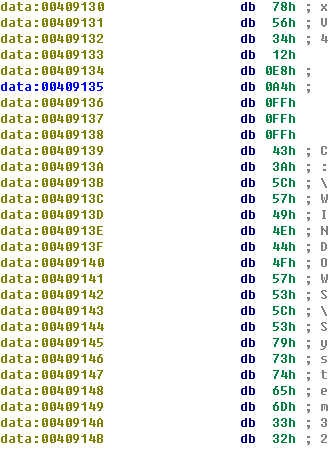 data:00409130 db 78h ; x
data:00409131 db 56h ; V
data:00409132 db 34h ; 4
data:00409133 db 12h
data:00409134 db 0E8h ;
data:00409135 db 0A4h ;
data:00409136 db 0FFh
data:00409137 db 0FFh
data:00409138 db 0FFh
data:00409139 db 43h ; C
data:0040913A db 3Ah ; :
data:0040913B db 5Ch ; \
data:0040913C db 57h ; W
data:0040913D db 49h ; I
data:0040913E db 4Eh ; N
data:0040913F db 44h ; D
data:00409140 db 4Fh ; O
data:00409141 db 57h ; W
data:00409142 db 53h ; S
data:00409143 db 5Ch ; \
data:00409144 db 53h ; S
data:00409145 db 79h ; y
data:00409146 db 73h ; s
data:00409147 db 74h ; t
data:00409148 db 65h ; e
data:00409149 db 6Dh ; m
data:0040914A db 33h ; 3
data:0040914B db 32h ; 2